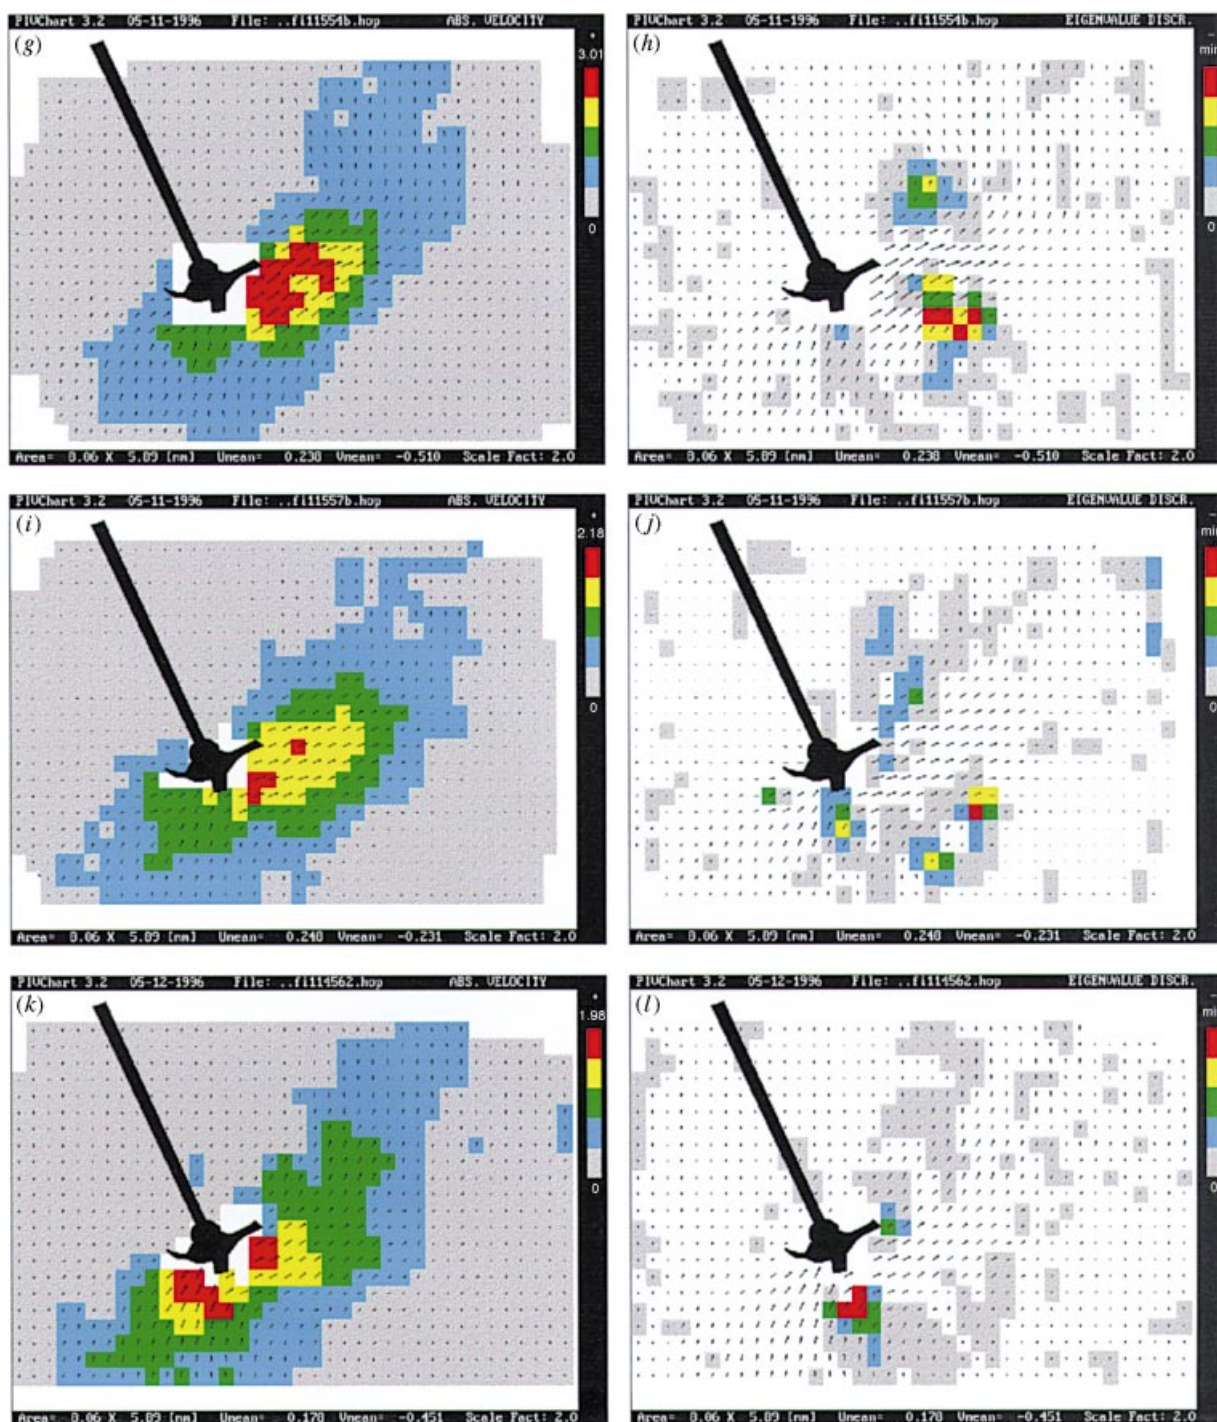 PIVChart 3.2 05-11-1996 File: ..fi11554b.hop ABS. VELOCITY
(g)
+
3.01
0
Area= 8.06 X 5.89 [mm] Umean= 0.238 Vmean= -0.510 Scale Fact: 2.0
PIVChart 3.2 05-11-1996 File: ..fi11554b.hop EIGENVALUE DISCR.
(h)
–
min
0
Area= 8.06 X 5.89 [mm] Umean= 0.238 Vmean= -0.510 Scale Fact: 2.0
PIVChart 3.2 05-11-1996 File: ..fi11557b.hop ABS. VELOCITY
(i)
+
2.18
0
Area= 8.06 X 5.89 [mm] Umean= 0.248 Vmean= -0.231 Scale Fact: 2.0
PIVChart 3.2 05-11-1996 File: ..fi11557b.hop EIGENVALUE DISCR.
(j)
–
min
0
Area= 8.06 X 5.89 [mm] Umean= 0.248 Vmean= -0.231 Scale Fact: 2.0
PIVChart 3.2 05-12-1996 File: ..fi114562.hop ABS. VELOCITY
(k)
+
1.98
0
Area= 8.06 X 5.89 [mm] Umean= 0.178 Vmean= -0.451 Scale Fact: 2.0
PIVChart 3.2 05-12-1996 File: ..fi114562.hop EIGENVALUE DISCR.
(l)
–
min
0
Area= 8.06 X 5.89 [mm] Umean= 0.178 Vmean= -0.451 Scale Fact: 2.0